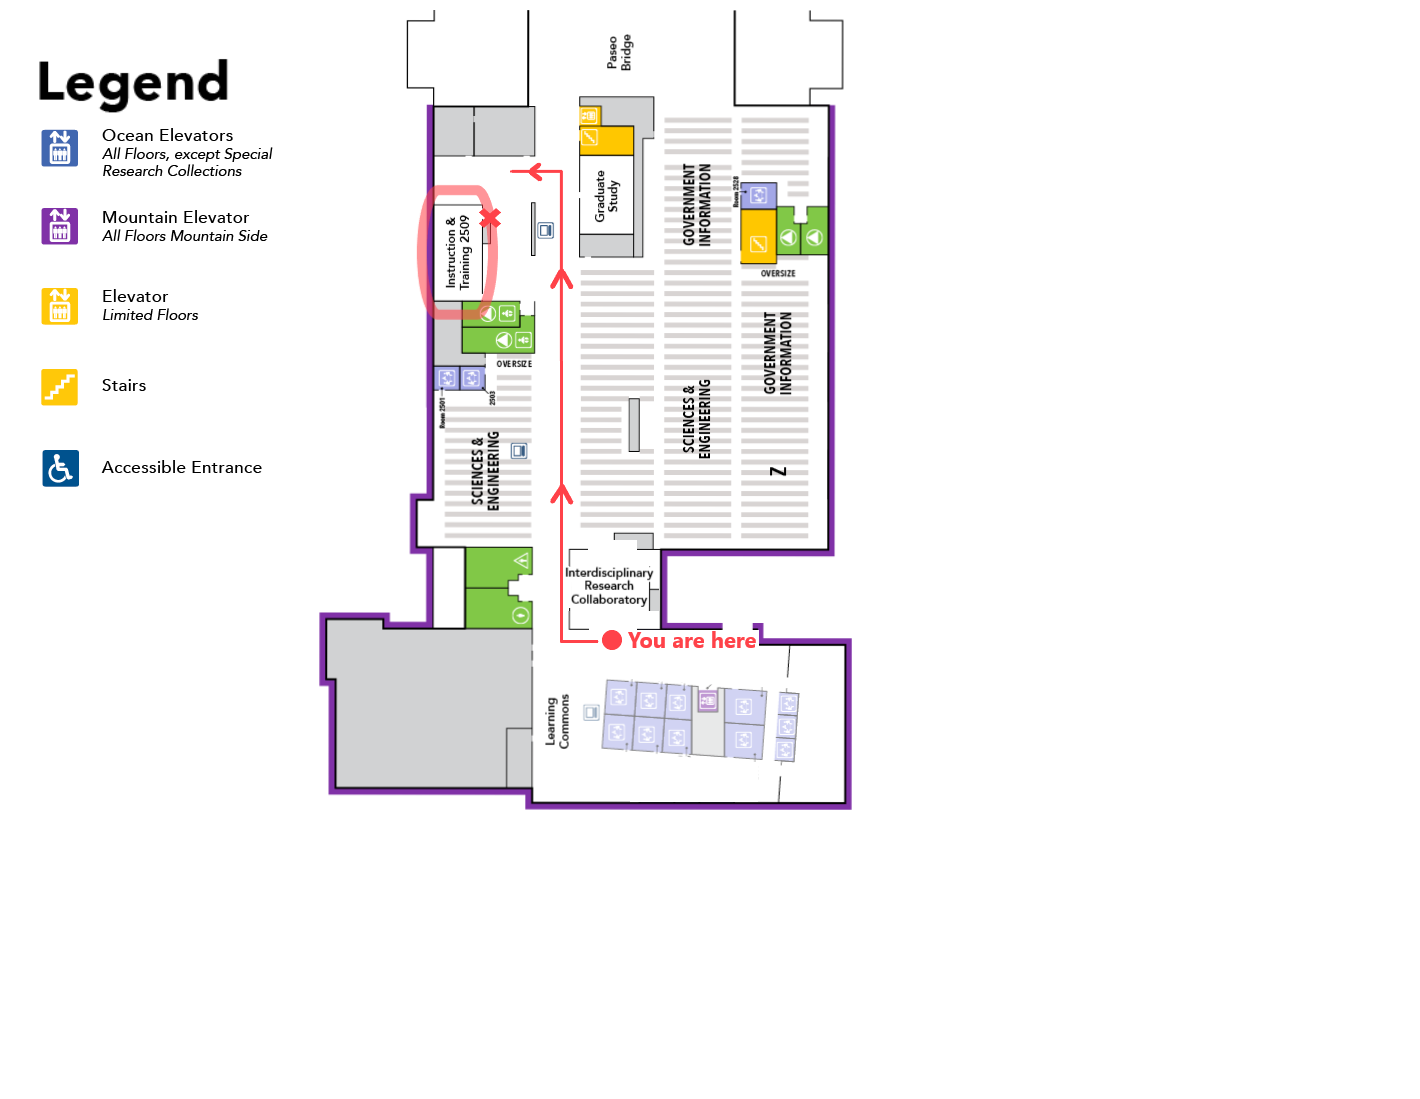 Legend
Ocean Elevators
All Floors, except Special
Research Collections
Mountain Elevator
All Floors Mountain Side
Elevator
Limited Floors
Stairs
Accessible Entrance
Paseo
Bridge
Graduate
Study
GOVERNMENT
INFORMATION
Room 2528
OVERSIZE
Instruction &
Training 2509
OVERSIZE
Room 2501
2503
SCIENCES &
ENGINEERING
SCIENCES &
ENGINEERING
GOVERNMENT
INFORMATION
Z
Interdisciplinary
Research
Collaboratory
You are here
Learning
Commons